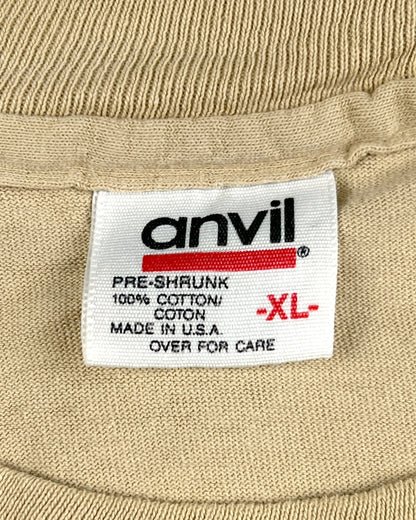 anvil®
PRE-SHRUNK
100% COTTON/
COTON
-XL-
MADE IN U.S.A.
OVER FOR CARE